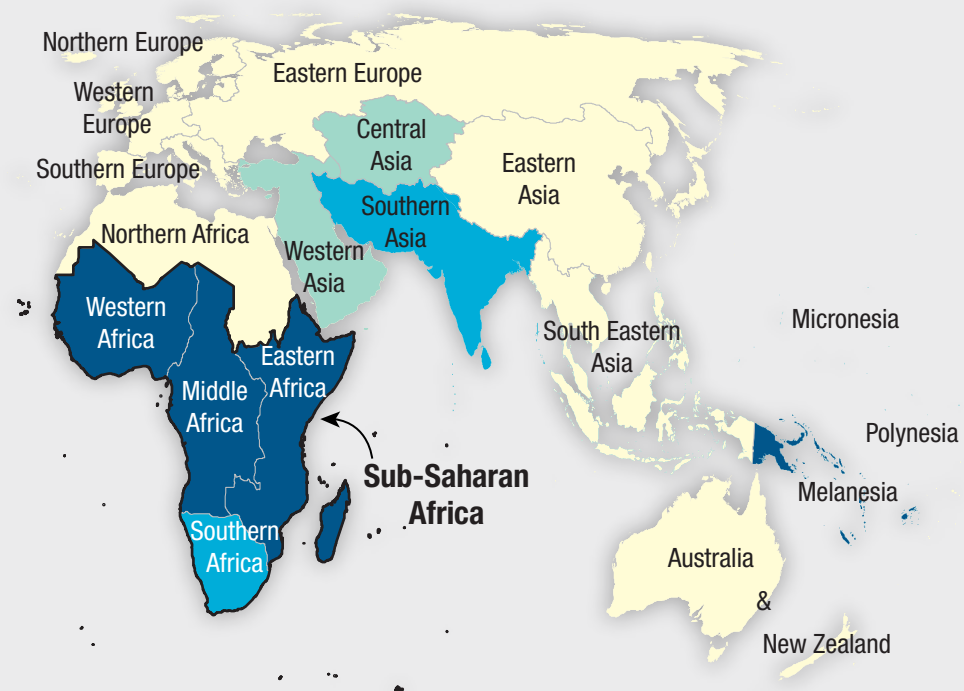 Northern Europe
Eastern Europe
Western
Europe
Southern Europe
Central
Asia
Eastern
Asia
Southern
Asia
Northern Africa
Western
Asia
Western
Africa
Eastern
Africa
Middle
Africa
South Eastern
Asia
Micronesia
Polynesia
Sub-Saharan
Africa
Melanesia
Southern
Africa
Australia
&
New Zealand